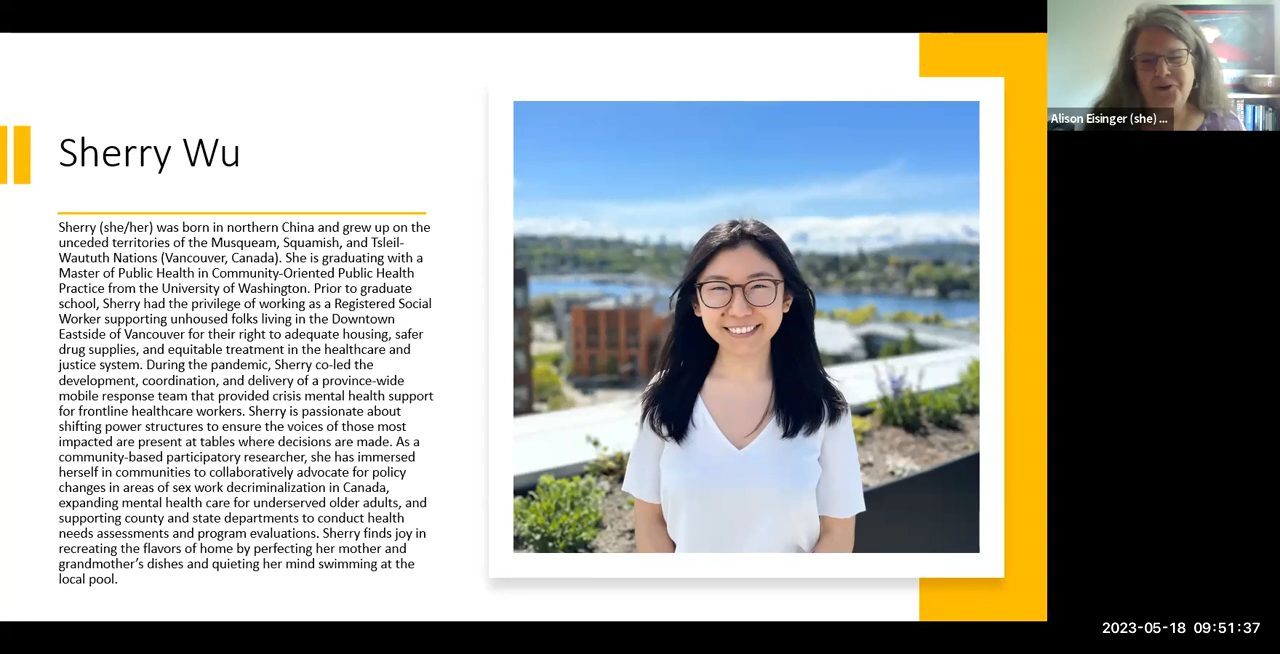 Sherry Wu
Sherry (she/her) was born in northern China and grew up on the
unceded territories of the Musqueam, Squamish, and Tsleil-
Waututh Nations (Vancouver, Canada). She is graduating with a
Master of Public Health in Community-Oriented Public Health
Practice from the University of Washington. Prior to graduate
school, Sherry had the privilege of working as a Registered Social
Worker supporting unhoused folks living in the Downtown
Eastside of Vancouver for their right to adequate housing, safer
drug supplies, and equitable treatment in the healthcare and
justice system. During the pandemic, Sherry co-led the
development, coordination, and delivery of a province-wide
mobile response team that provided crisis mental health support
for frontline healthcare workers. Sherry is passionate about
shifting power structures to ensure the voices of those most
impacted are present at tables where decisions are made. As a
community-based participatory researcher, she has immersed
herself in communities to collaboratively advocate for policy
changes in areas of sex work decriminalization in Canada,
expanding mental health care for underserved older adults, and
supporting county and state departments to conduct health
needs assessments and program evaluations. Sherry finds joy in
recreating the flavors of home by perfecting her mother and
grandmother’s dishes and quieting her mind swimming at the
local pool.
Alison Eisinger (she) ...
2023-05-18 09:51:37